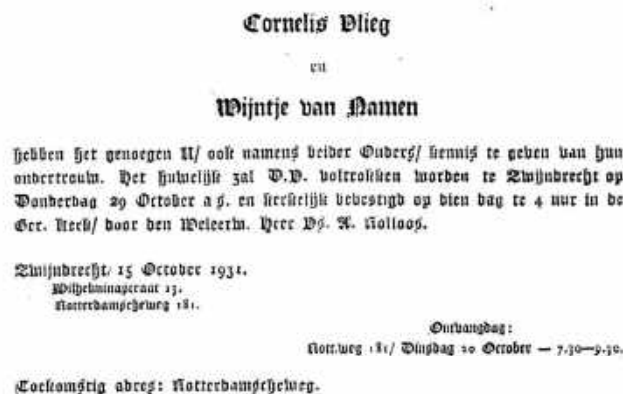 Cornelis Vlieg
en
Wijntje van Namen
hebben het genoegen U/ ook namens beider Ouders/ kennis te geven van hun
ondertrouw. Het huwelijk zal D.V. voltrokken worden te Zwijndrecht op
Donderdag 29 October a s. en kerkelijk bevestigd op dien dag te 4 uur in de
Ger. Kerk/ door den Weleerw. Heer Ds. A. Kolloos.
Zwijndrecht/ 15 October 1931.
Wilhelminastraat 13.
Rotterdamscheweg 181.
Ontvangdag:
Rott.weg 181/ Dinsdag 20 October — 7.30—9.30.
Toekomstig adres: Rotterdamscheweg.